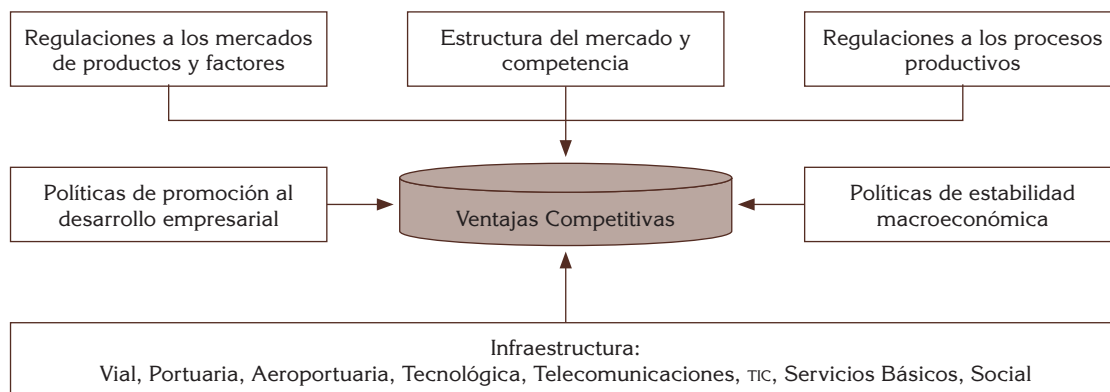 Regulaciones a los mercados
de productos y factores
Estructura del mercado y
competencia
Regulaciones a los procesos
productivos
Políticas de promoción al
desarrollo empresarial
Ventajas Competitivas
Políticas de estabilidad
macroeconómica
Infraestructura:
Vial, Portuaria, Aeroportuaria, Tecnológica, Telecomunicaciones, TIC, Servicios Básicos, Social